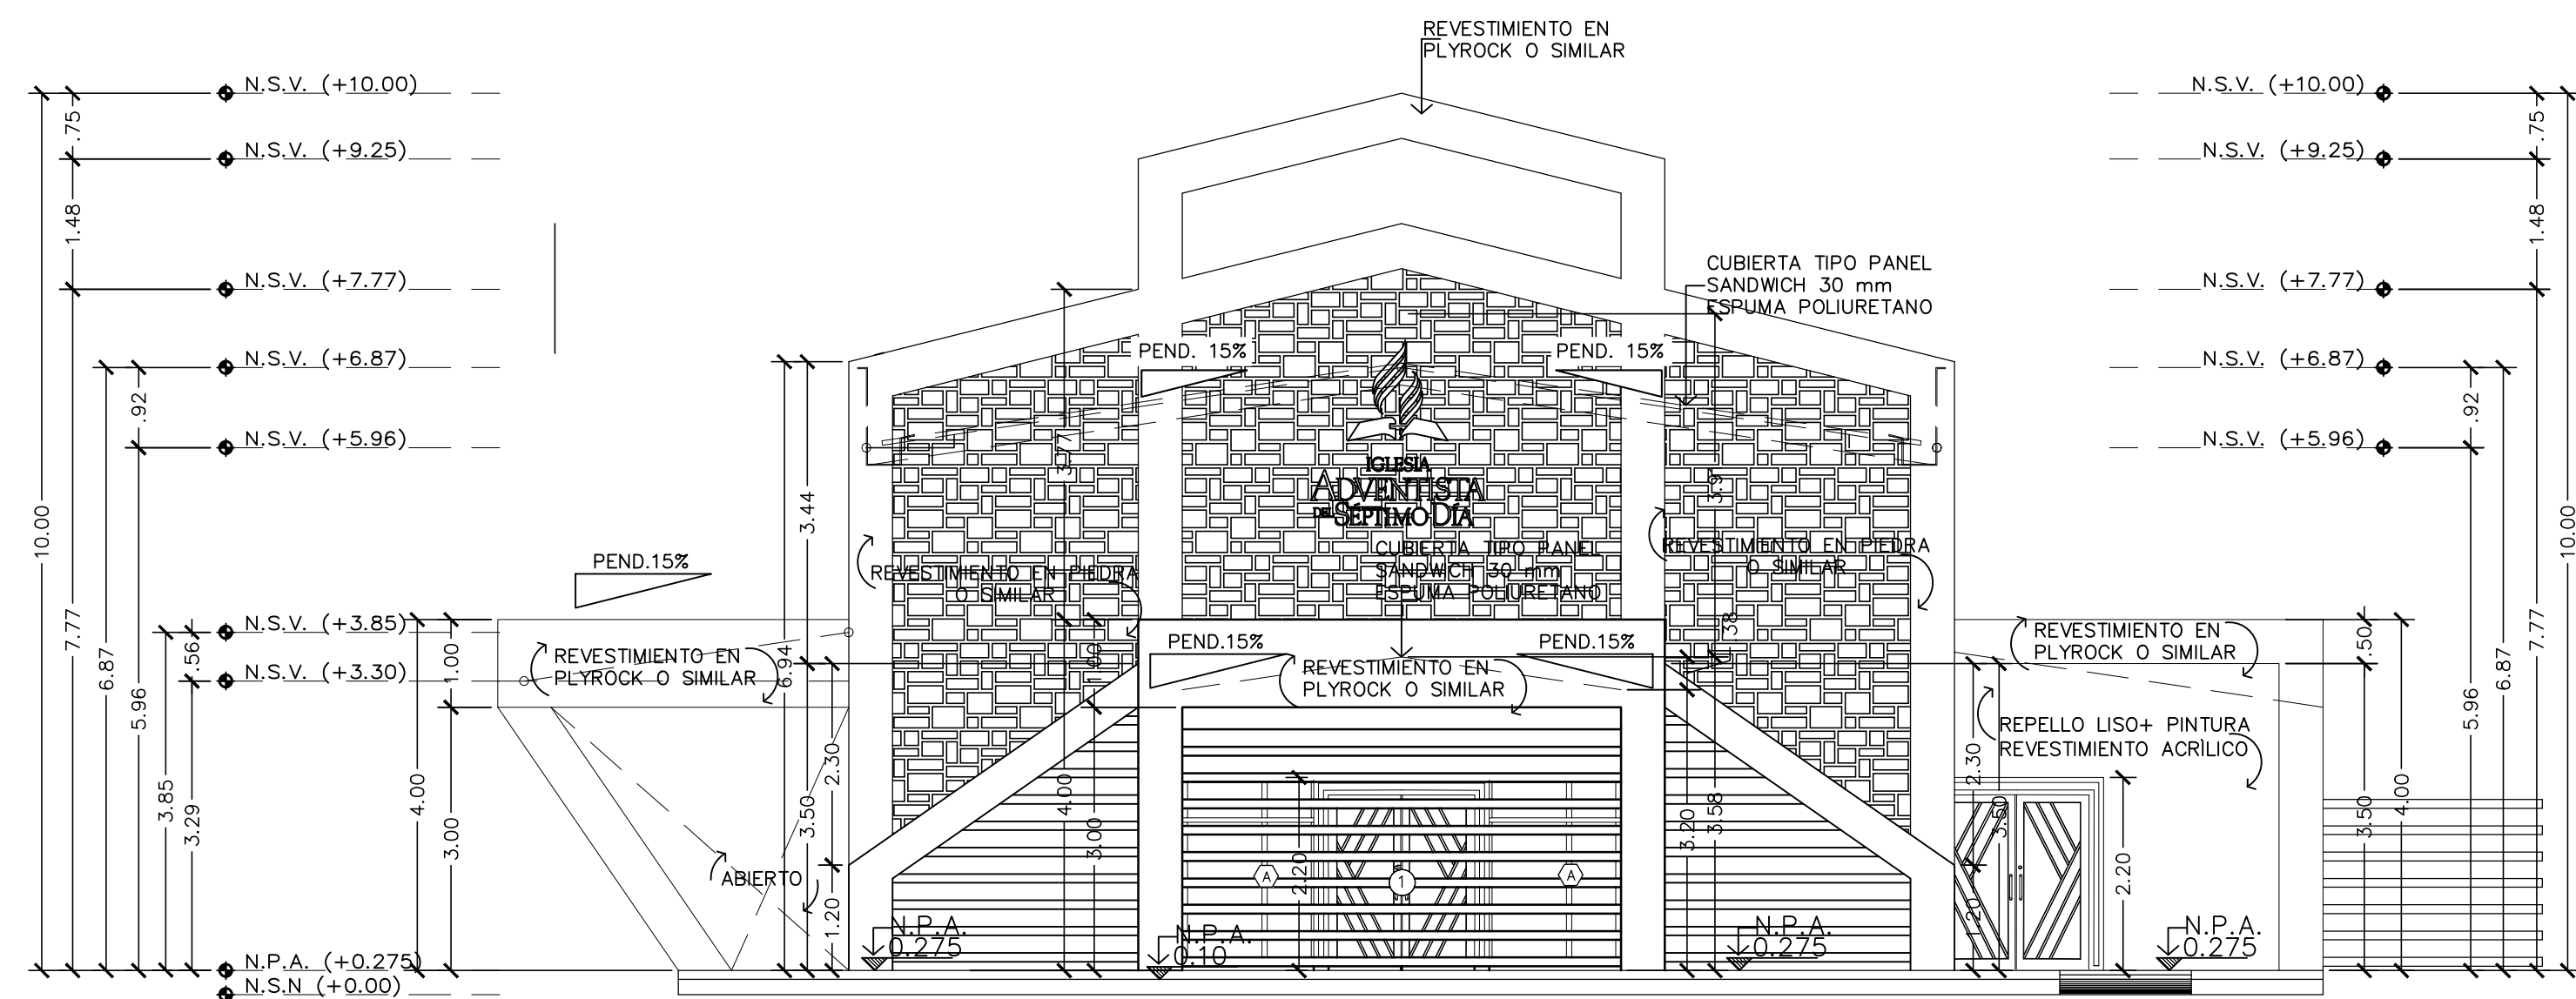 REVESTIMIENTO EN
PLYROCK O SIMILAR
N.S.V. (+10.00)
N.S.V. (+10.00)
.75
.75
N.S.V. (+9.25)
N.S.V. (+9.25)
1.48
1.48
N.S.V. (+7.77)
N.S.V. (+7.77)
CUBIERTA TIPO PANEL
SANDWICH 30 mm
ESPUMA POLIURETANO
PEND. 15%
PEND. 15%
N.S.V. (+6.87)
N.S.V. (+6.87)
.92
.92
N.S.V. (+5.96)
N.S.V. (+5.96)
3.77
3.97
IGLESIA
ADVENTISTA
DEL SÉPTIMO DÍA
10.00
10.00
3.44
CUBIERTA TIPO PANEL
SANDWICH 30 mm
ESPUMA POLIURETANO
REVESTIMIENTO EN PIEDRA
O SIMILAR
REVESTIMIENTO EN PIEDRA
O SIMILAR
PEND.15%
N.S.V. (+3.85)
7.77
7.77
6.87
6.87
5.96
5.96
.56
1.00
6.94
1.00
.38
.50
PEND.15%
PEND.15%
REVESTIMIENTO EN
PLYROCK O SIMILAR
REVESTIMIENTO EN
PLYROCK O SIMILAR
REVESTIMIENTO EN
PLYROCK O SIMILAR
N.S.V. (+3.30)
REPELLO LISO+ PINTURA
REVESTIMIENTO ACRÌLICO
3.85
3.29
4.00
3.00
3.50
2.30
4.00
3.00
2.20
3.20
3.58
2.30
3.50
2.20
3.50
4.00
ABIERTO
A
1
A
1.20
1.20
N.P.A.
0.275
N.P.A.
0.10
N.P.A.
0.275
N.P.A.
0.275
N.P.A. (+0.275)
N.S.N (+0.00)